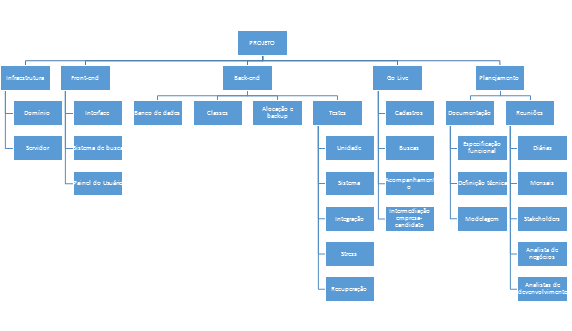 PROJETO
Infraestrutura
Front-end
Back-end
Go Live
Planejamento
Domínio
Interface
Banco de dados
Classes
Alocação e
backup
Testes
Cadastros
Documentação
Reuniões
Servidor
Sistema de busca
Unidade
Buscas
Especificação
funcional
Diárias
Painel do Usuário
Sistema
Acompanhament
o
Definição técnica
Mensais
Integração
Intermediação
empresa-
candidato
Modelagem
Stakeholders
Stress
Analista de
negócios
Recuperação
Analistas de
desenvolvimento